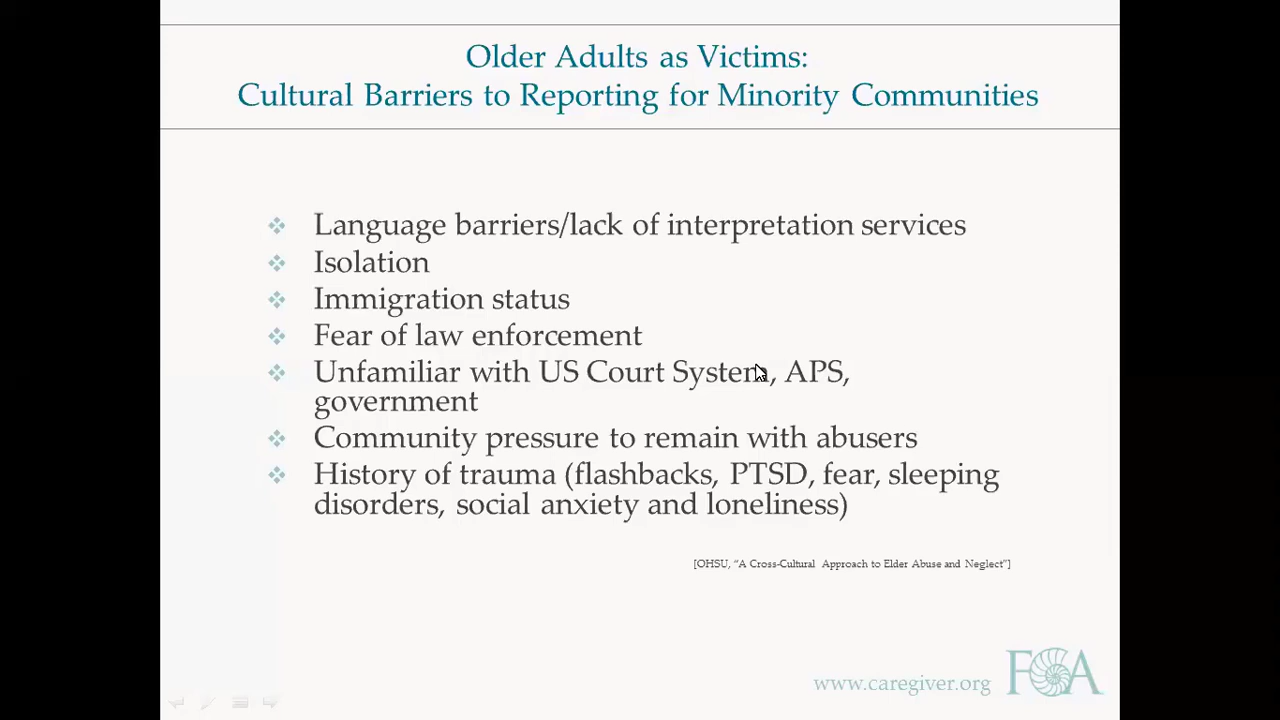 Older Adults as Victims:
Cultural Barriers to Reporting for Minority Communities
Language barriers/lack of interpretation services
Isolation
Immigration status
Fear of law enforcement
Unfamiliar with US Court System, APS,
government
Community pressure to remain with abusers
History of trauma (flashbacks, PTSD, fear, sleeping
disorders, social anxiety and loneliness)
[OHSU, “A Cross-Cultural Approach to Elder Abuse and Neglect”]
www.caregiver.org FCA